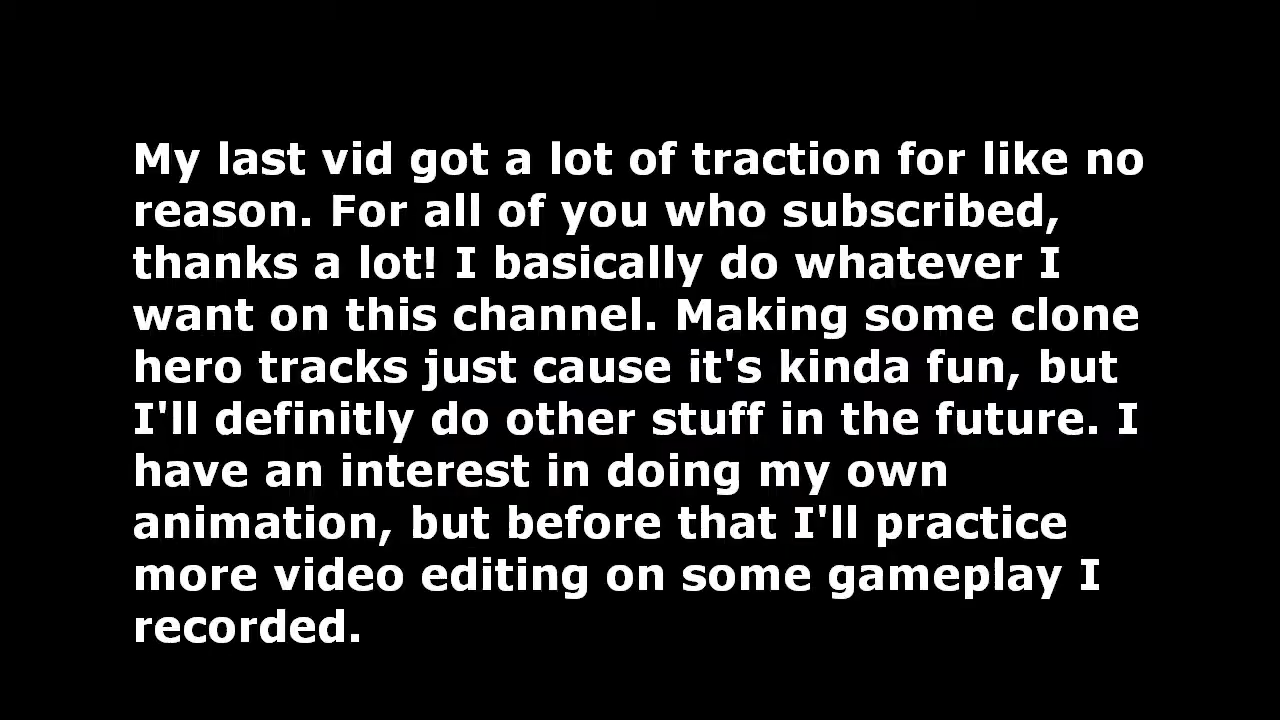 My last vid got a lot of traction for like no
reason. For all of you who subscribed,
thanks a lot! I basically do whatever I
want on this channel. Making some clone
hero tracks just cause it's kinda fun, but
I'll definitly do other stuff in the future. I
have an interest in doing my own
animation, but before that I'll practice
more video editing on some gameplay I
recorded.